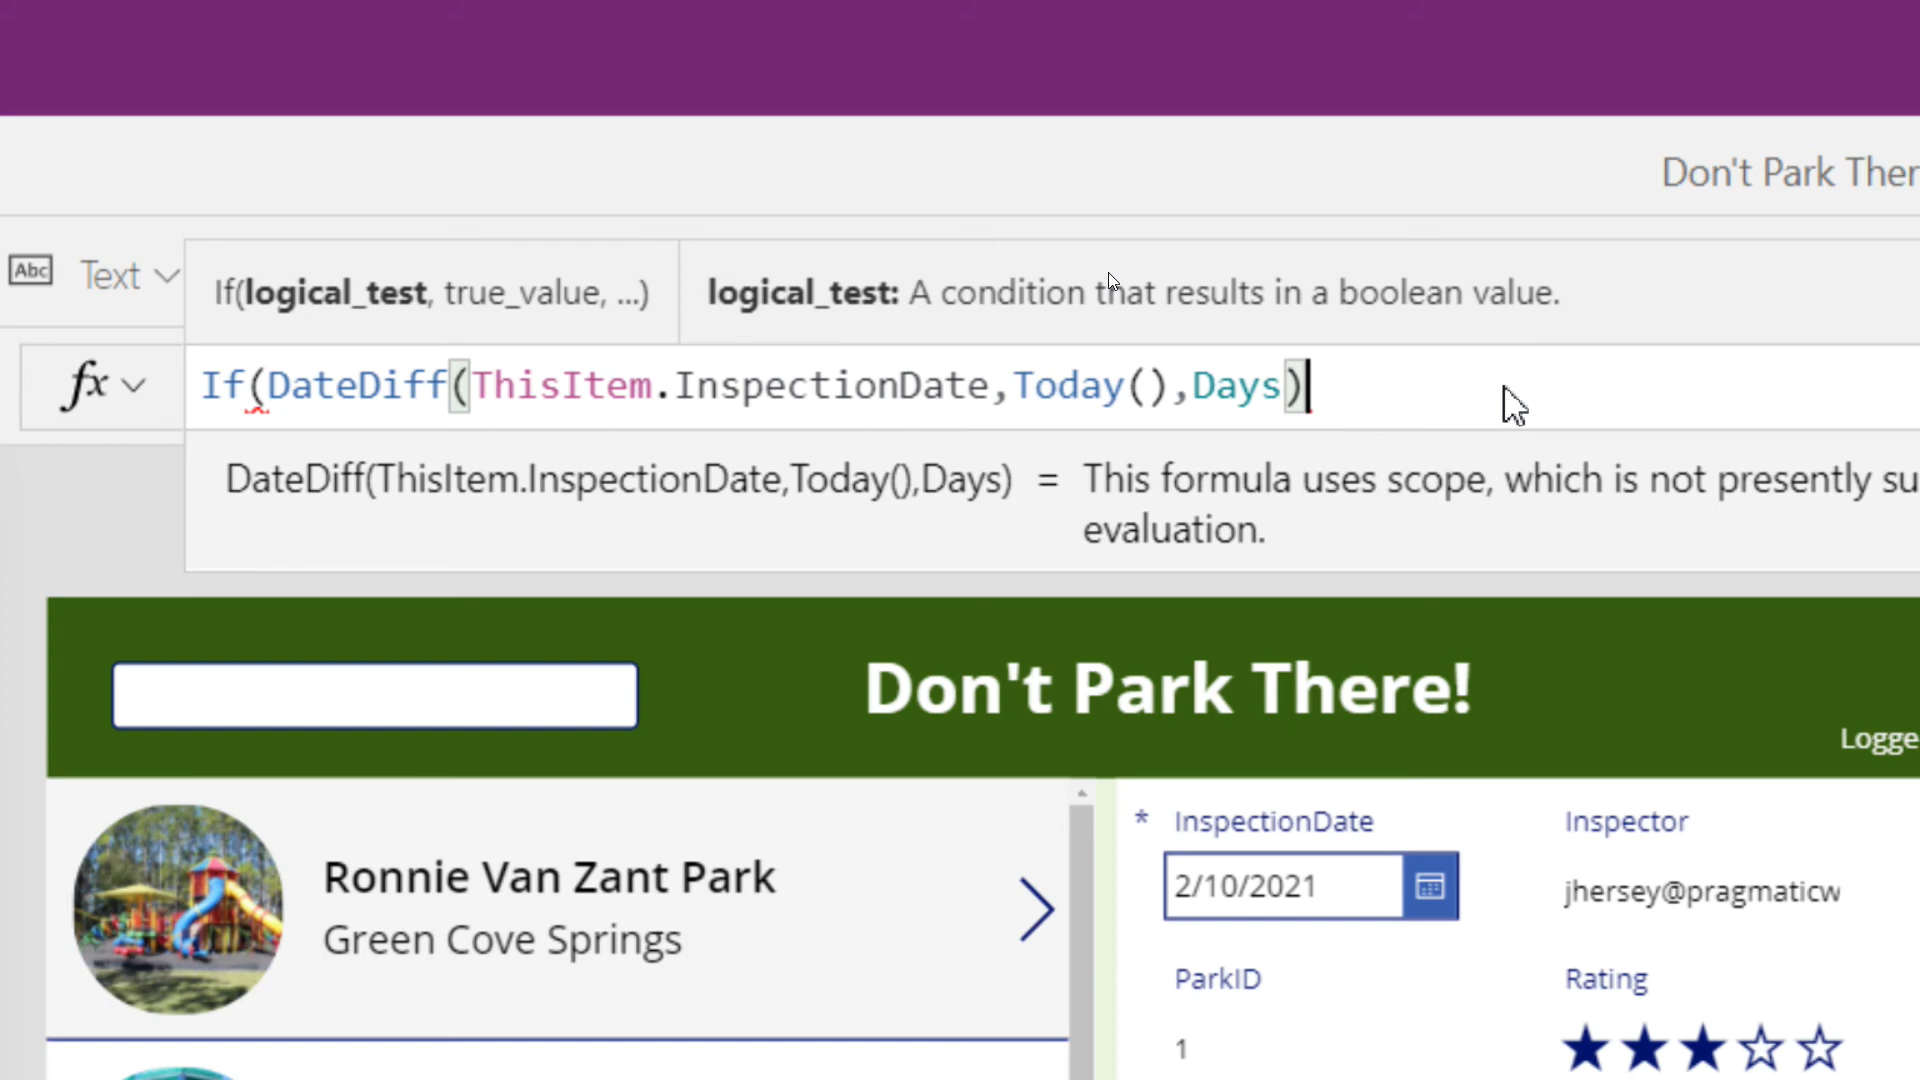 Don't Park Ther
Abc Text
If(logical_test, true_value, ...) logical_test: A condition that results in a boolean value.
fx If(DateDiff(ThisItem.InspectionDate,Today(),Days)
DateDiff(ThisItem.InspectionDate,Today(),Days) = This formula uses scope, which is not presently su
evaluation.
Don't Park There!
Logge
* InspectionDate Inspector
Ronnie Van Zant Park
2/10/2021 jhersey@pragmaticw
Green Cove Springs
ParkID Rating
1